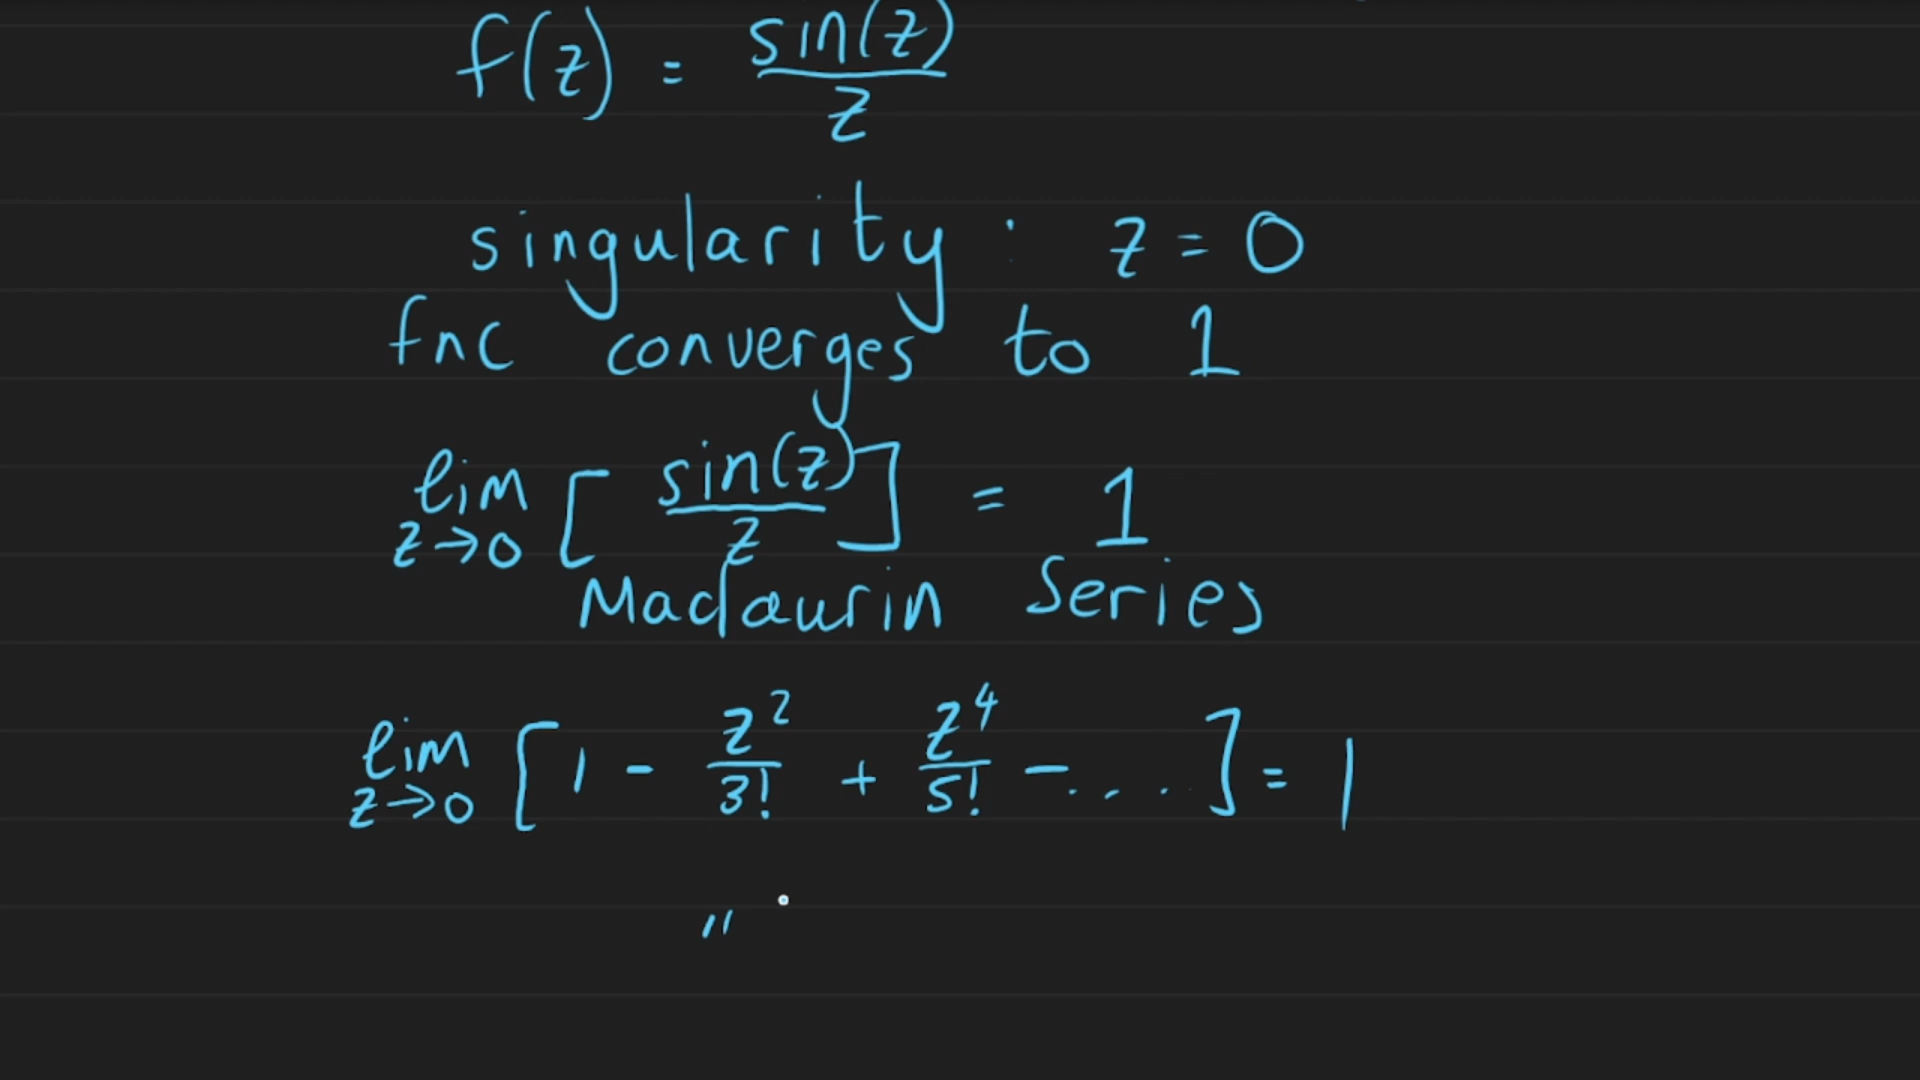 f(z) = sin(z)/z
singularity : z = 0
fnc converges to 1
lim z→0 [ sin(z)/z ] = 1
Maclaurin Series
lim z→0 [ 1 - z²/3! + z⁴/5! - .... ] = 1
"